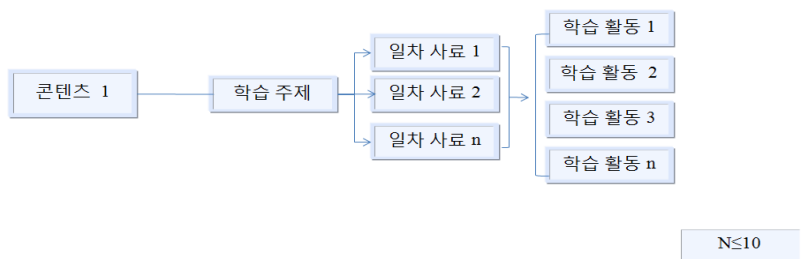 콘텐츠 1
학습 주제
일차 사료 1
일차 사료 2
일차 사료 n
학습 활동 1
학습 활동 2
학습 활동 3
학습 활동 n
N≤10